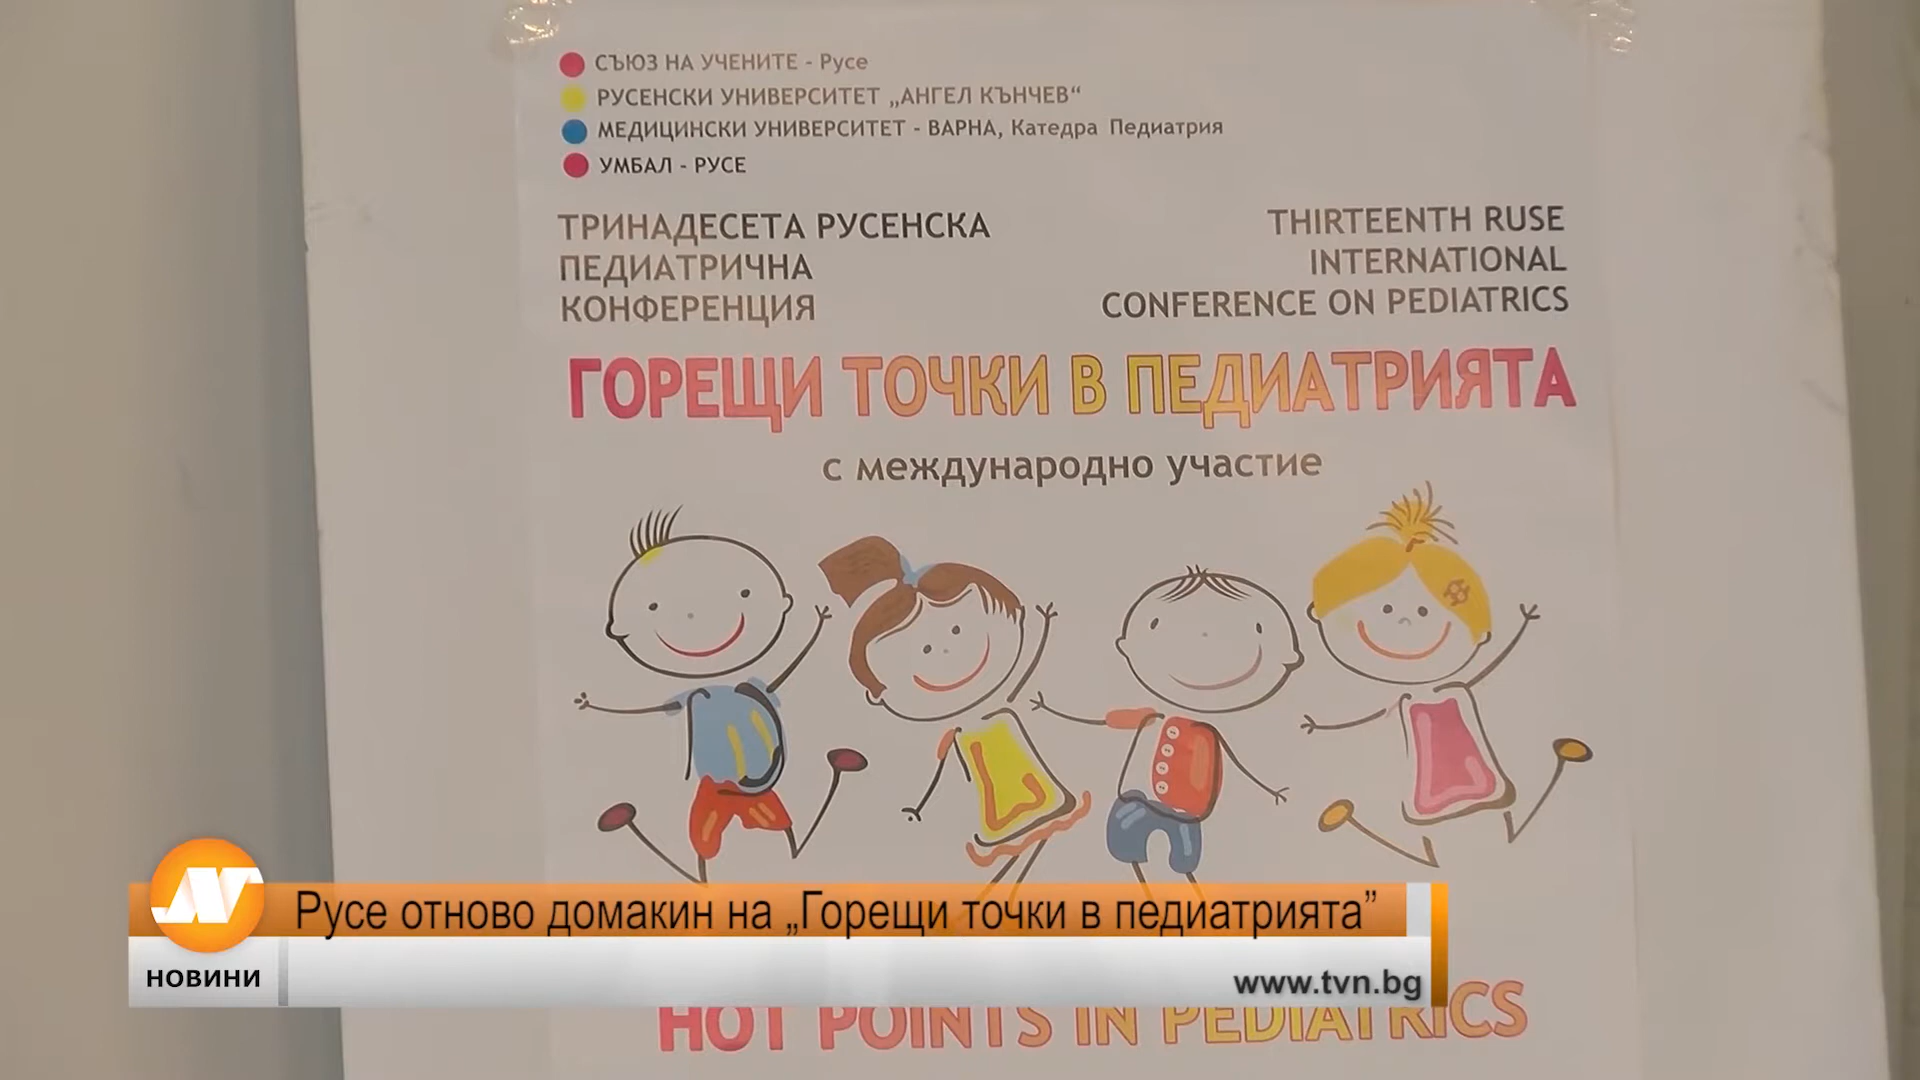 СЪЮЗ НА УЧЕНИТЕ - Русе
РУСЕНСКИ УНИВЕРСИТЕТ „АНГЕЛ КЪНЧЕВ“
МЕДИЦИНСКИ УНИВЕРСИТЕТ - ВАРНА, Катедра Педиатрия
УМБАЛ - РУСЕ
ТРИНАДЕСЕТА РУСЕНСКА
ПЕДИАТРИЧНА
КОНФЕРЕНЦИЯ
THIRTEENTH RUSE
INTERNATIONAL
CONFERENCE ON PEDIATRICS
ГОРЕЩИ ТОЧКИ В ПЕДИАТРИЯТА
с международно участие
Русе отново домакин на „Горещи точки в педиатрията”
НОВИНИ
www.tvn.bg
HOT POINTS IN PEDIATRICS